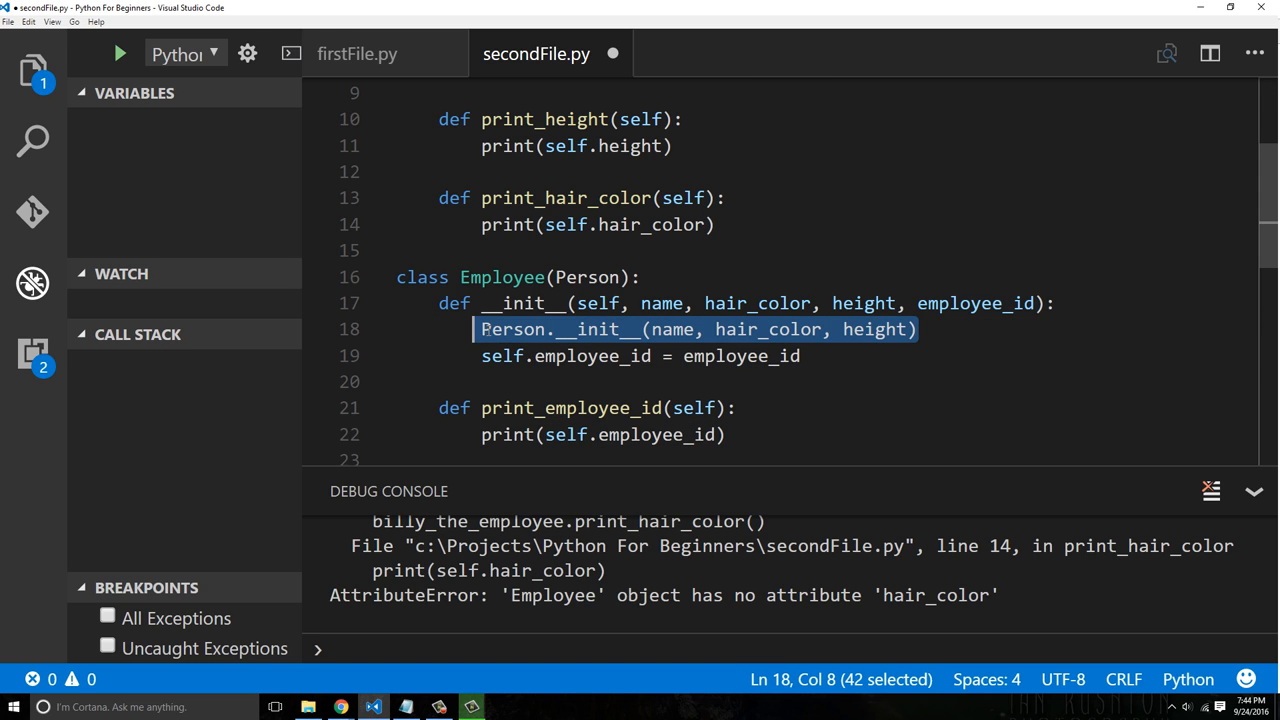 ● secondFile.py - Python For Beginners - Visual Studio Code
File Edit View Go Help
Pythor
firstFile.py
secondFile.py ●
1
2
VARIABLES
WATCH
CALL STACK
BREAKPOINTS
All Exceptions
Uncaught Exceptions
9
10 def print_height(self):
11 print(self.height)
12
13 def print_hair_color(self):
14 print(self.hair_color)
15
16 class Employee(Person):
17 def __init__(self, name, hair_color, height, employee_id):
18 Person.__init__(name, hair_color, height)
19 self.employee_id = employee_id
20
21 def print_employee_id(self):
22 print(self.employee_id)
23
DEBUG CONSOLE
billy_the_employee.print_hair_color()
File "c:\Projects\Python For Beginners\secondFile.py", line 14, in print_hair_color
print(self.hair_color)
AttributeError: 'Employee' object has no attribute 'hair_color'
›
0 0 Ln 18, Col 8 (42 selected) Spaces: 4 UTF-8 CRLF Python
I'm Cortana. Ask me anything.
7:44 PM
9/24/2016